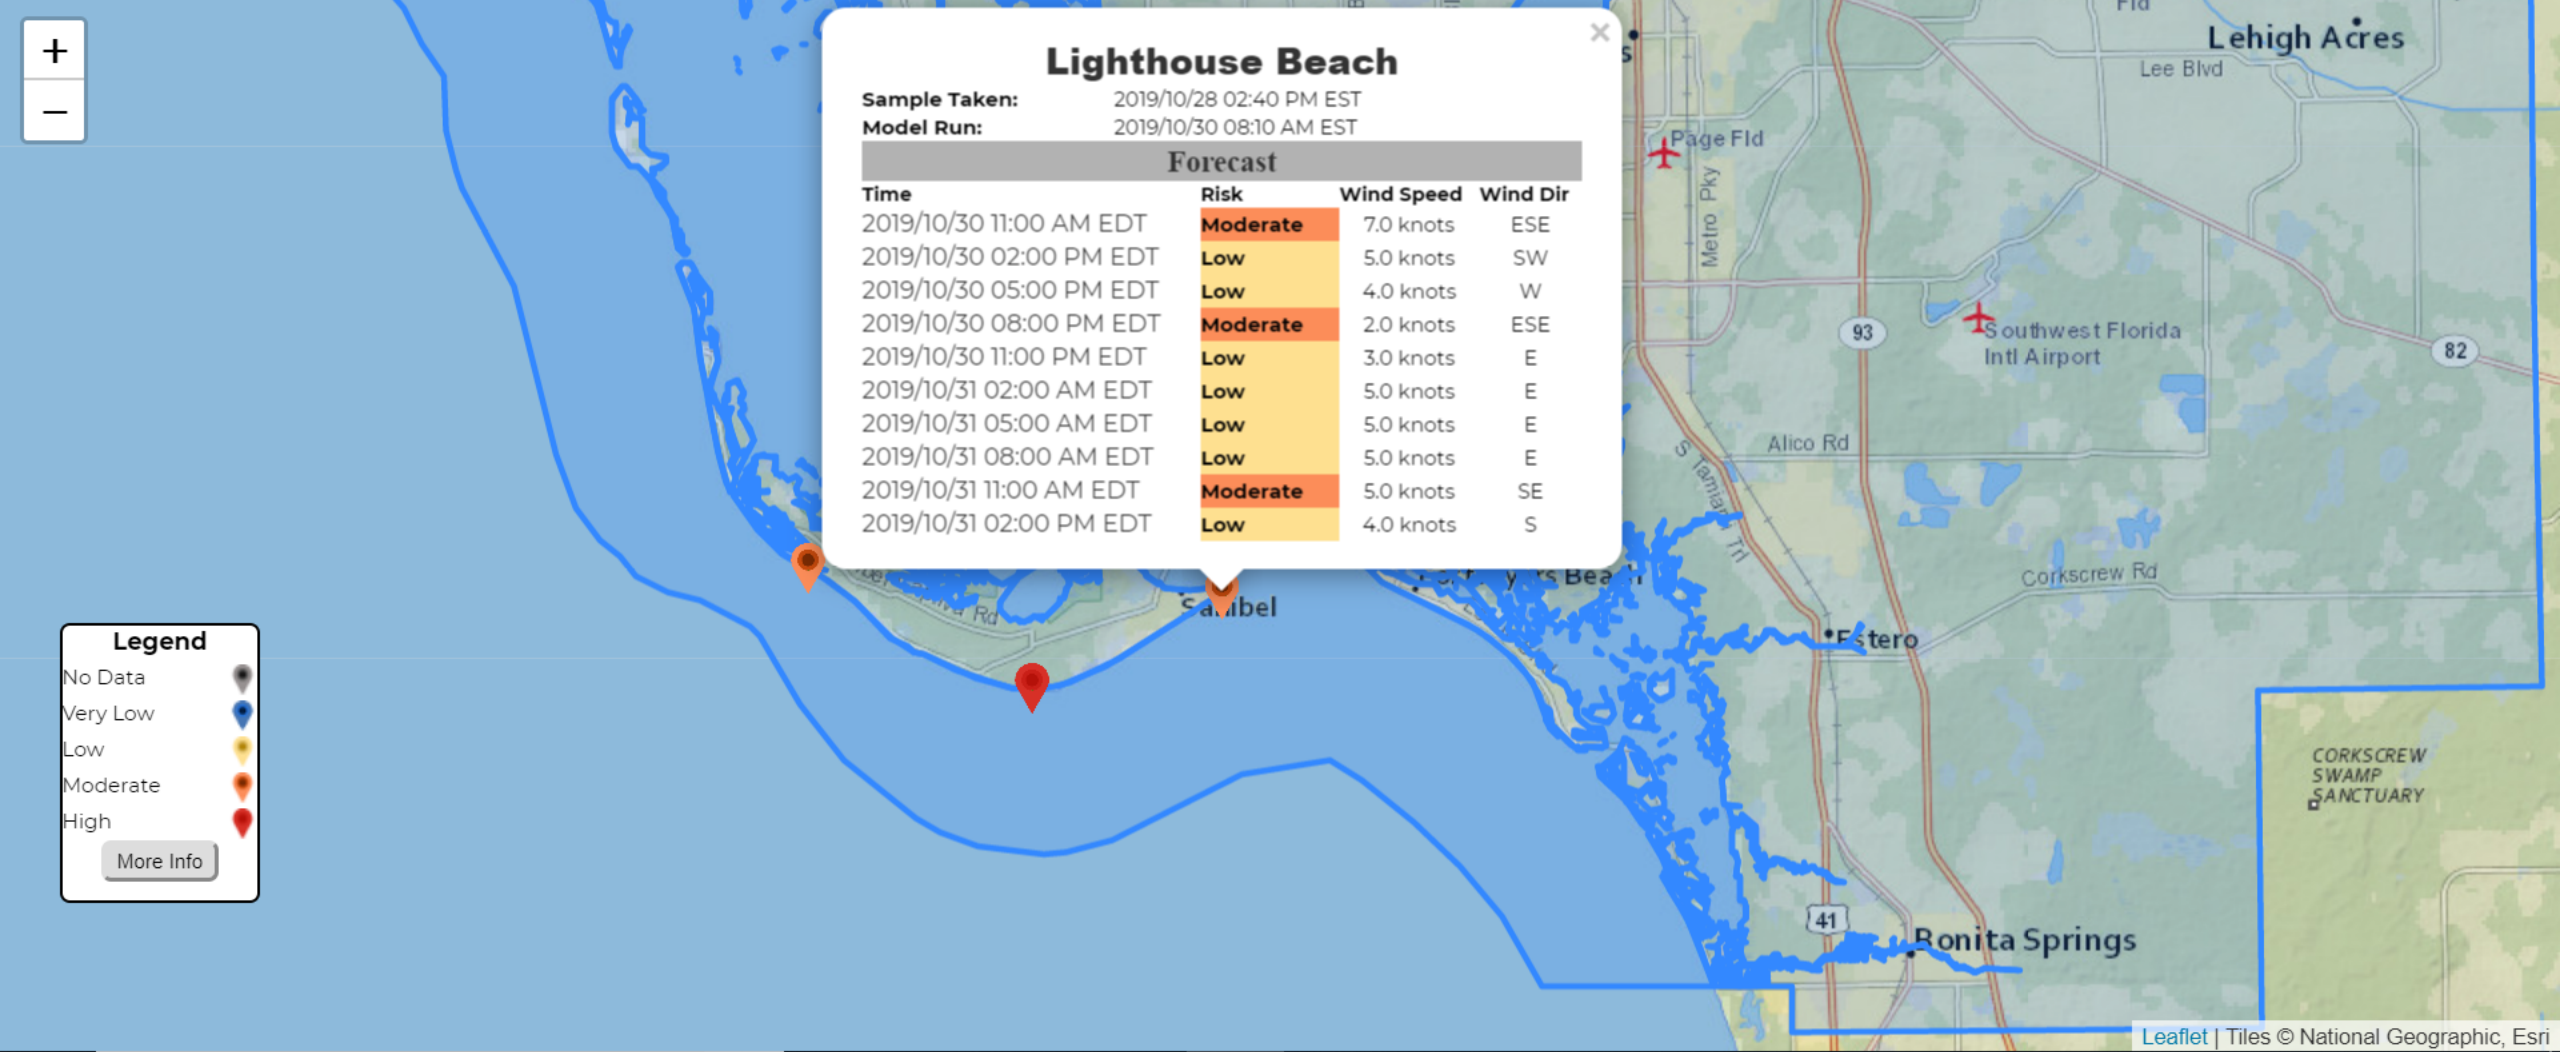 +
−
×
Lighthouse Beach
Sample Taken: 2019/10/28 02:40 PM EST
Model Run: 2019/10/30 08:10 AM EST
Forecast
Time Risk Wind Speed Wind Dir
2019/10/30 11:00 AM EDT Moderate 7.0 knots ESE
2019/10/30 02:00 PM EDT Low 5.0 knots SW
2019/10/30 05:00 PM EDT Low 4.0 knots W
2019/10/30 08:00 PM EDT Moderate 2.0 knots ESE
2019/10/30 11:00 PM EDT Low 3.0 knots E
2019/10/31 02:00 AM EDT Low 5.0 knots E
2019/10/31 05:00 AM EDT Low 5.0 knots E
2019/10/31 08:00 AM EDT Low 5.0 knots E
2019/10/31 11:00 AM EDT Moderate 5.0 knots SE
2019/10/31 02:00 PM EDT Low 4.0 knots S
Fld
Lehigh Acres
Lee Blvd
Page Fld
Metro Pky
93
Southwest Florida
Intl Airport
82
Alico Rd
S Tamiami Trl
Corkscrew Rd
Rd
Sanibel
Beach
Estero
CORKSCREW
SWAMP
SANCTUARY
41
Bonita Springs
Legend
No Data
Very Low
Low
Moderate
High
More Info
Leaflet | Tiles © National Geographic, Esri